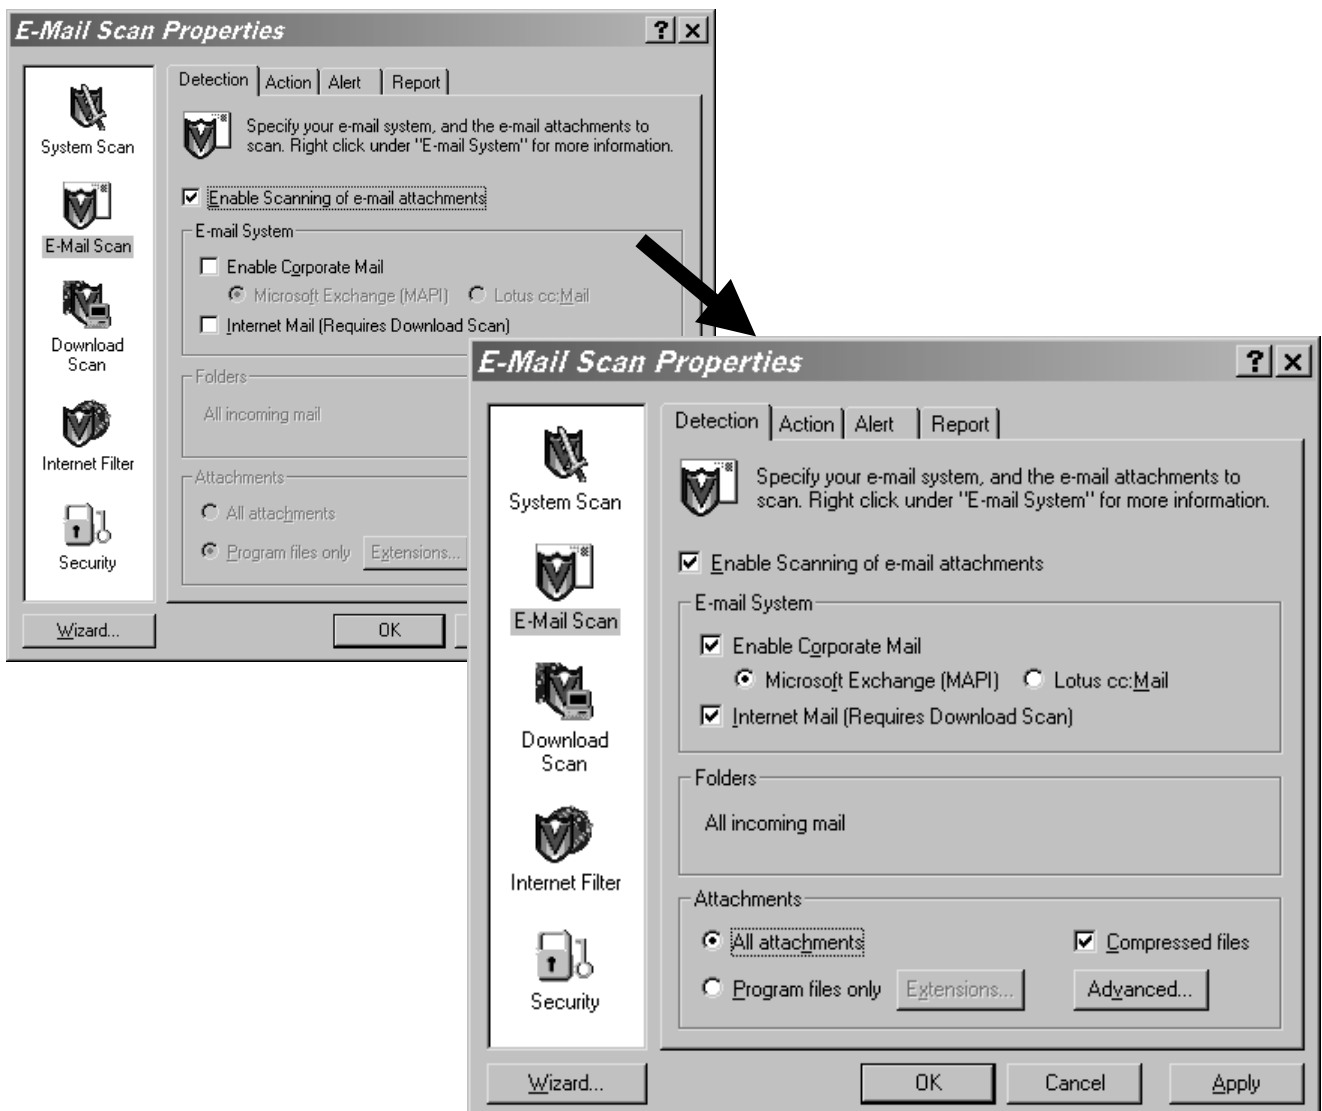 E-Mail Scan Properties
System Scan
E-Mail Scan
Download
Scan
Internet Filter
Security
Detection
Action
Alert
Report
Specify your e-mail system, and the e-mail attachments to
scan. Right click under "E-mail System" for more information.
Enable Scanning of e-mail attachments
E-mail System
Enable Corporate Mail
Microsoft Exchange (MAPI)
Lotus cc:Mail
Internet Mail (Requires Download Scan)
Folders
All incoming mail
Attachments
All attachments
Program files only
Extensions...
Wizard...
OK
E-Mail Scan Properties
System Scan
E-Mail Scan
Download
Scan
Internet Filter
Security
Detection
Action
Alert
Report
Specify your e-mail system, and the e-mail attachments to
scan. Right click under "E-mail System" for more information.
Enable Scanning of e-mail attachments
E-mail System
Enable Corporate Mail
Microsoft Exchange (MAPI)
Lotus cc:Mail
Internet Mail (Requires Download Scan)
Folders
All incoming mail
Attachments
All attachments
Compressed files
Program files only
Extensions...
Advanced...
Wizard...
OK
Cancel
Apply